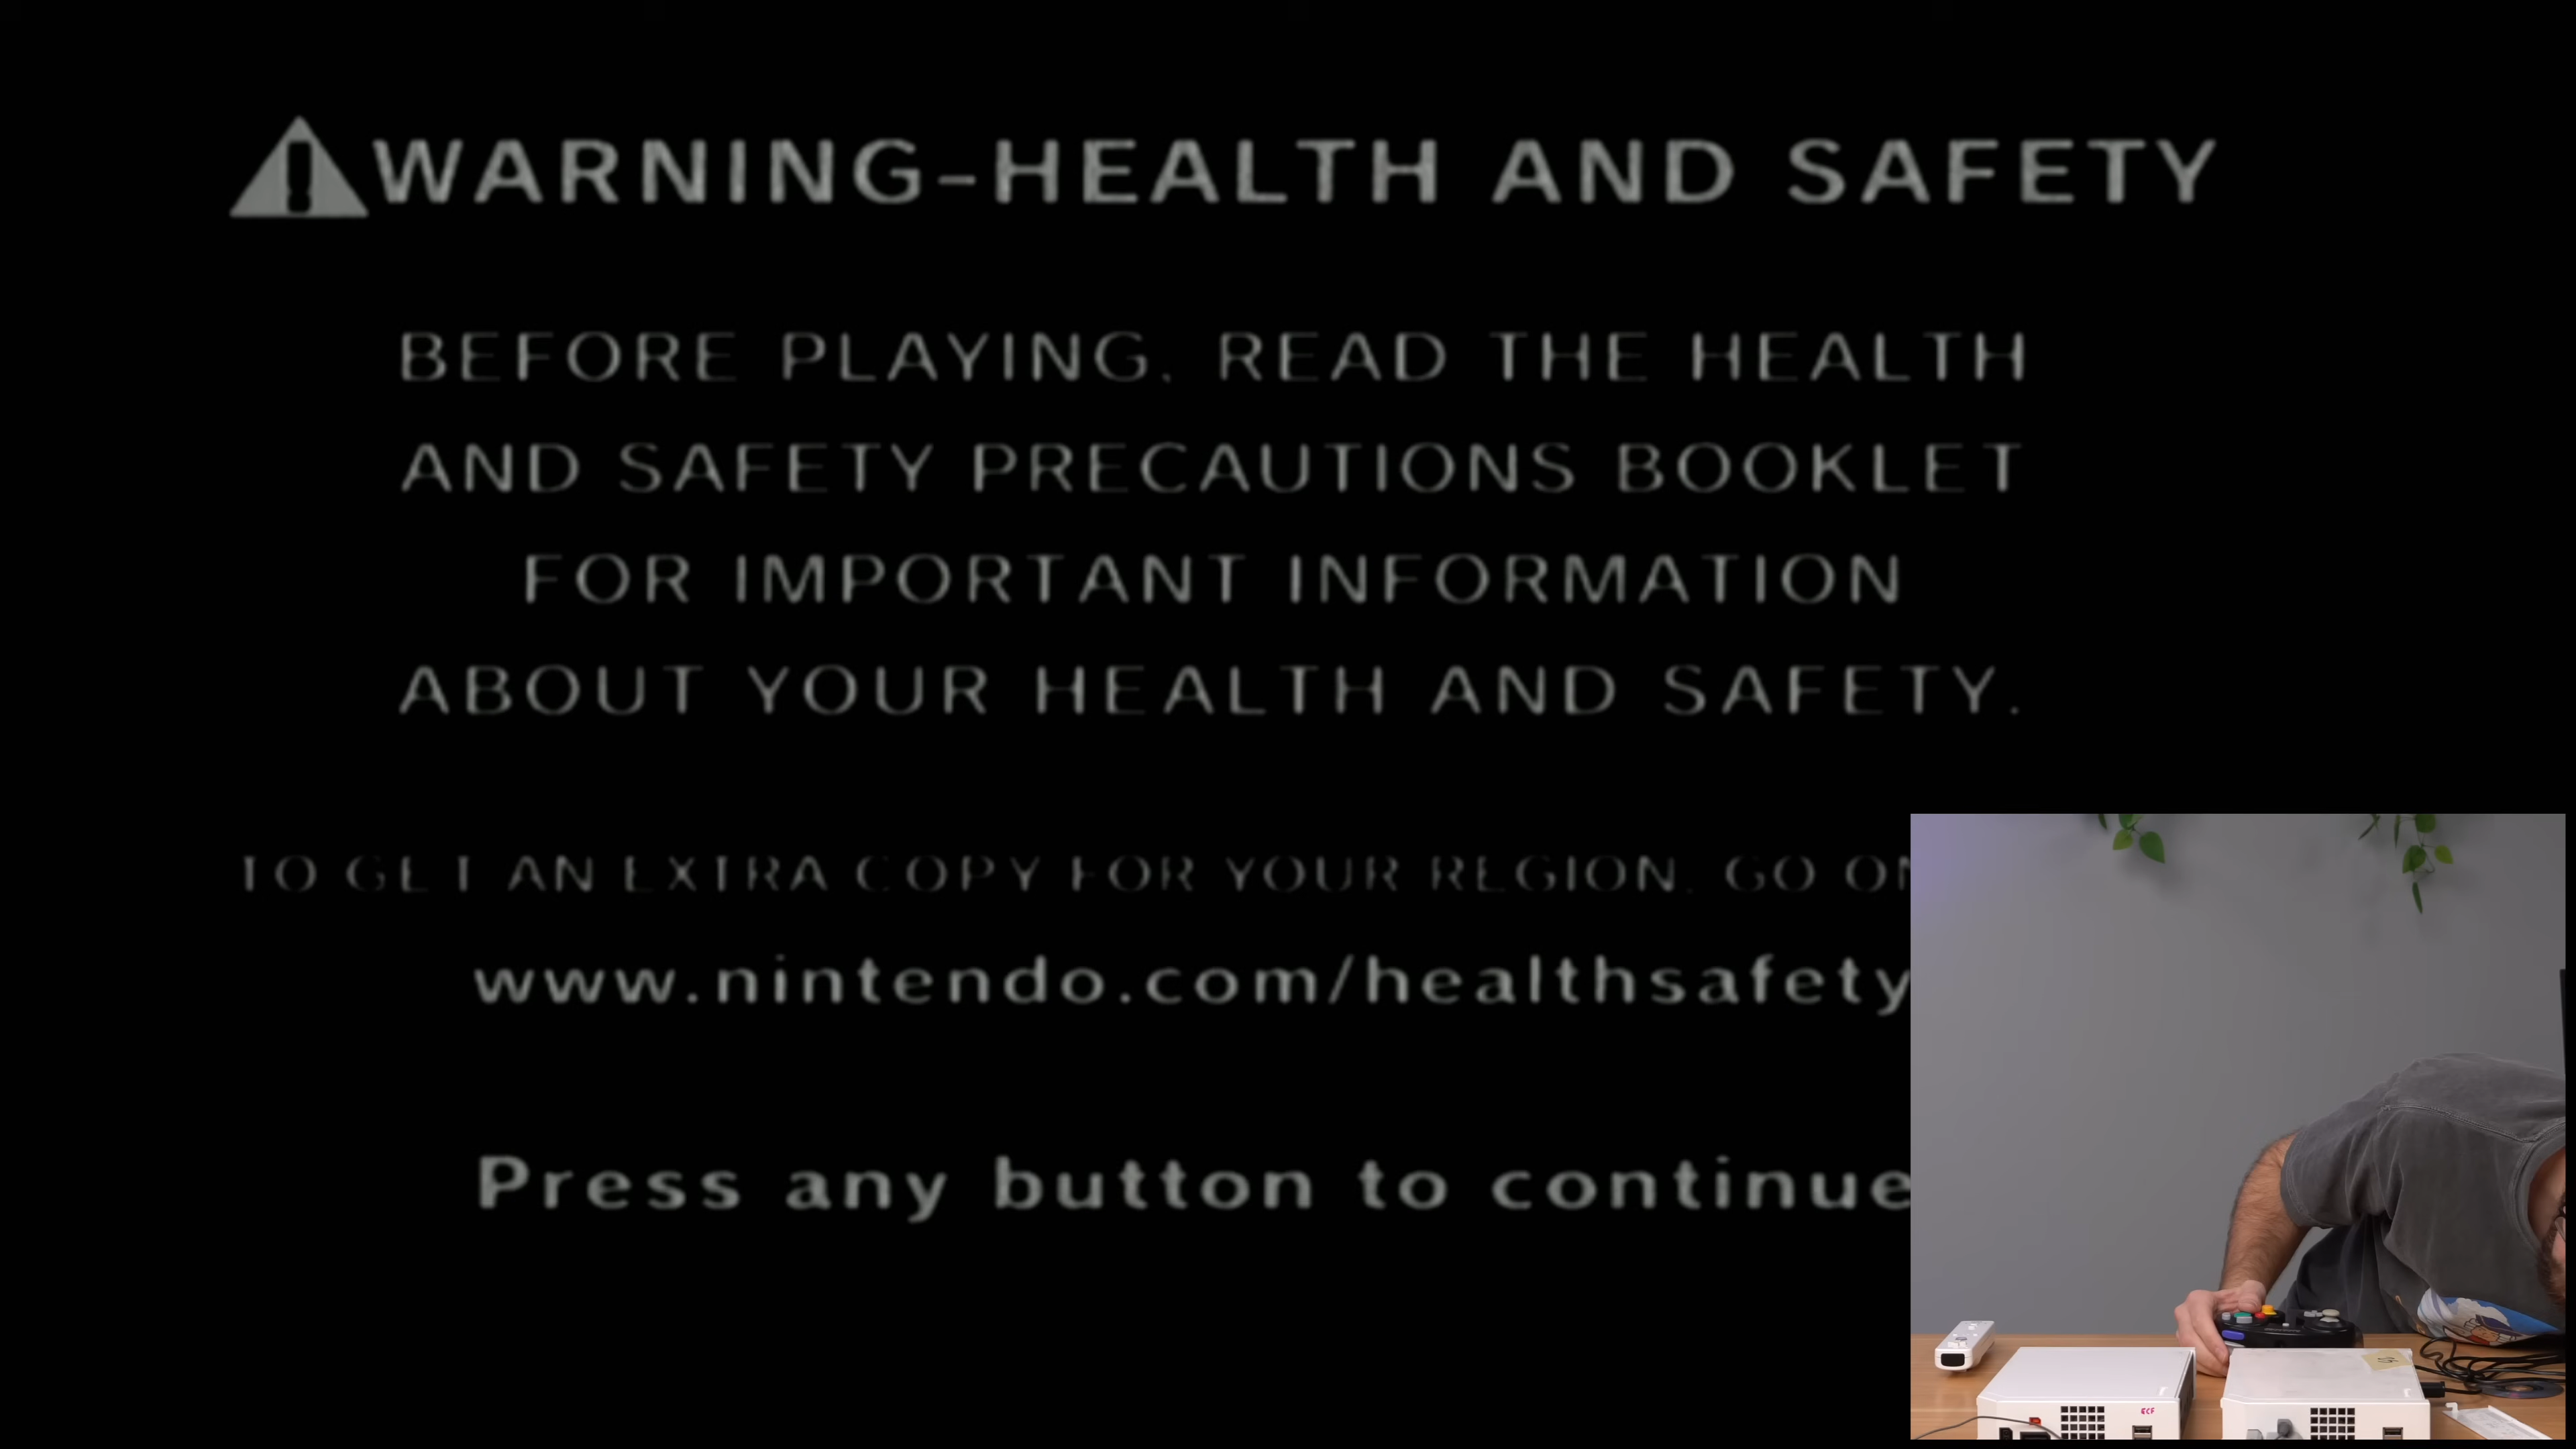 WARNING-HEALTH AND SAFETY
BEFORE PLAYING, READ THE HEALTH
AND SAFETY PRECAUTIONS BOOKLET
FOR IMPORTANT INFORMATION
ABOUT YOUR HEALTH AND SAFETY.
TO GET AN EXTRA COPY FOR YOUR REGION, GO ON
www.nintendo.com/healthsafety
Press any button to continue